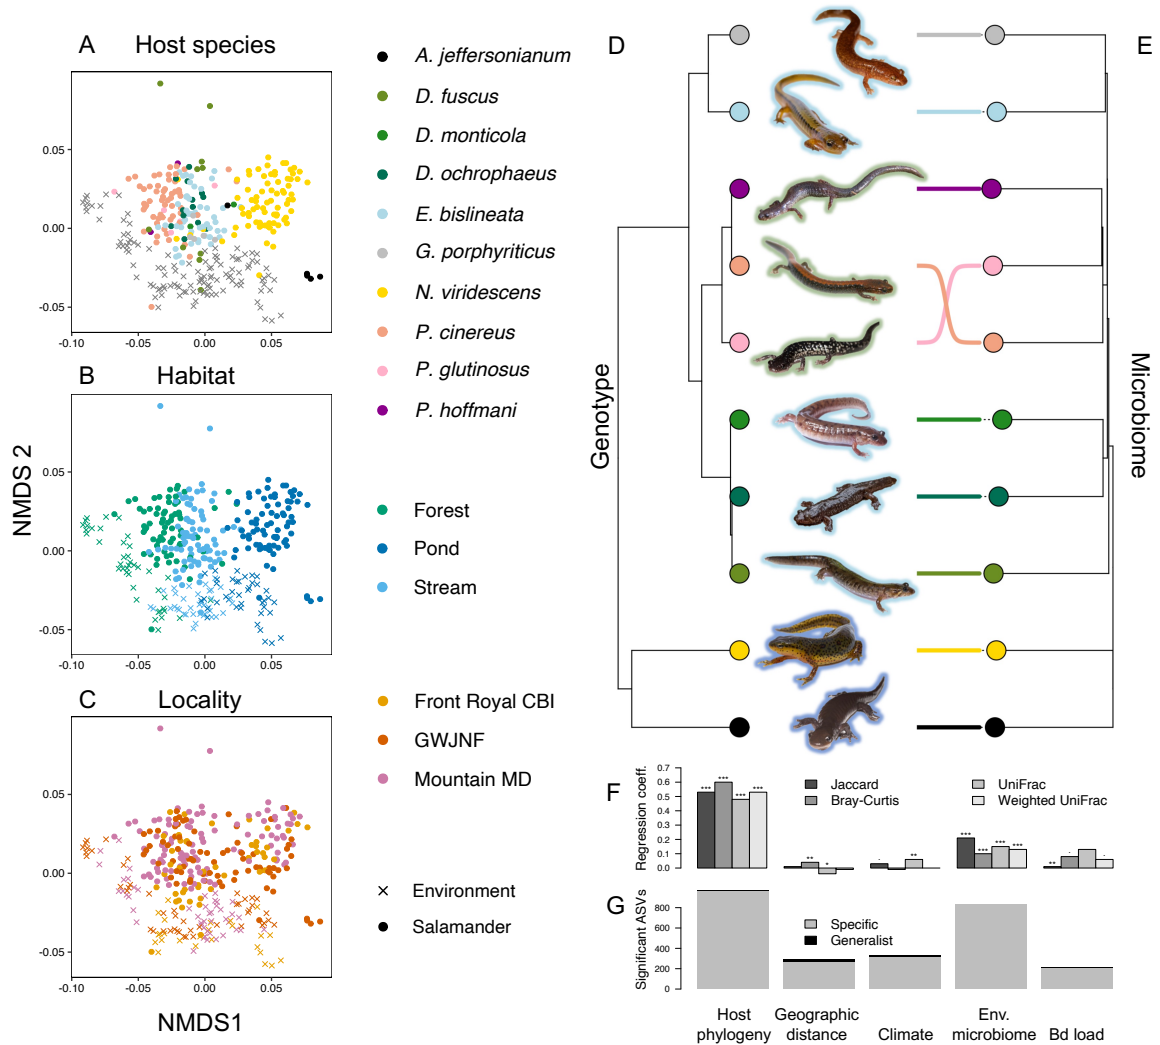 A Host species
0.05
0.00
-0.05
-0.10 -0.05 0.00 0.05
A. jeffersonianum
D. fuscus
D. monticola
D. ochrophaeus
E. bislineata
G. porphyriticus
N. viridescens
P. cinereus
P. glutinosus
P. hoffmani
B Habitat
0.05
0.00
-0.05
-0.10 -0.05 0.00 0.05
NMDS 2
Forest
Pond
Stream
C Locality
0.05
0.00
-0.05
-0.10 -0.05 0.00 0.05
NMDS1
Front Royal CBI
GWJNF
Mountain MD
Environment
Salamander
D
E
Genotype
Microbiome
F
Regression coeff.
0.7
0.6
0.5
0.4
0.3
0.2
0.1
0.0
*** *** *** ***
** *
. **
*** *** *** ***
** . .
Jaccard
Bray-Curtis
UniFrac
Weighted UniFrac
G
Significant ASVs
800
600
400
200
0
Specific
Generalist
Host
phylogeny
Geographic
distance
Climate
Env.
microbiome
Bd load